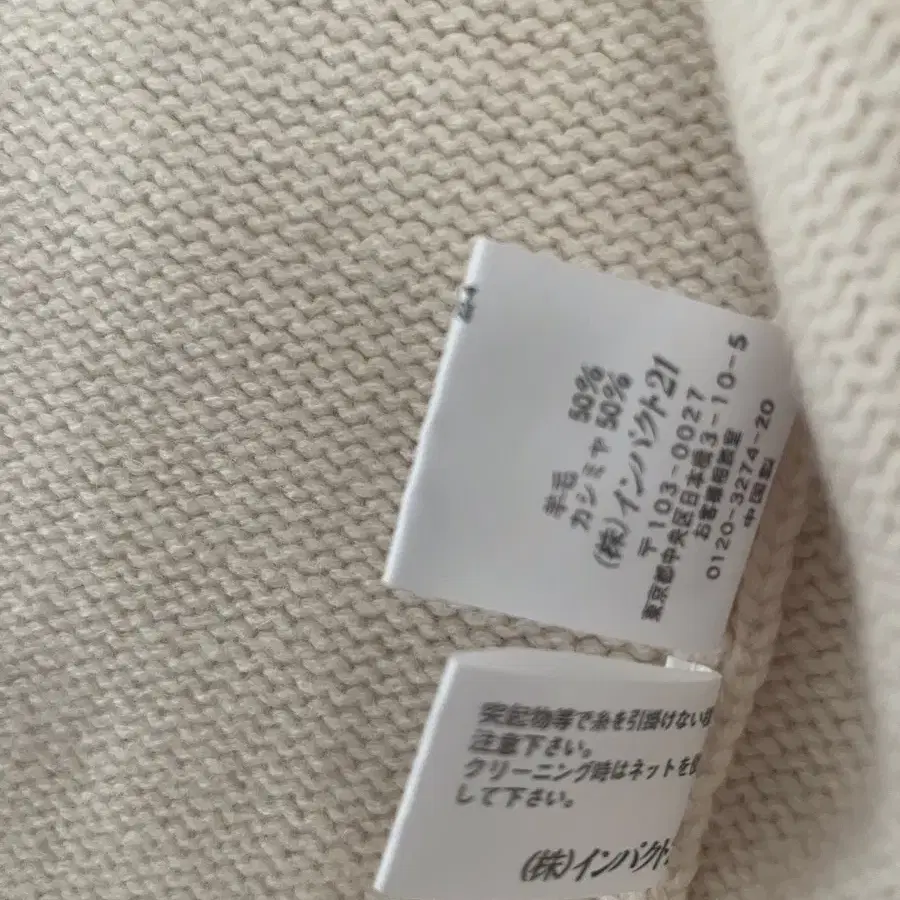 羊毛 50%
カシミヤ 50%
(株)インパクト21
〒103-0027
東京都中央区日本橋3-10-5
お客様相談室
0120-3274-20
中国製
突起物等で糸を引掛けない様
注意下さい。
クリーニング時はネットを
して下さい。
(株)インパクト